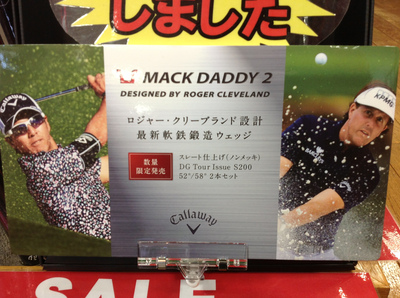 しました
MACK DADDY 2
DESIGNED BY ROGER CLEVELAND
ロジャー・クリーブランド設計
最新軟鉄鍛造ウェッジ
数量
限定発売
スレート仕上げ(ノンメッキ)
DG Tour Issue S200
52°/58° 2本セット
Callaway
KPMG
Callaway
SALE